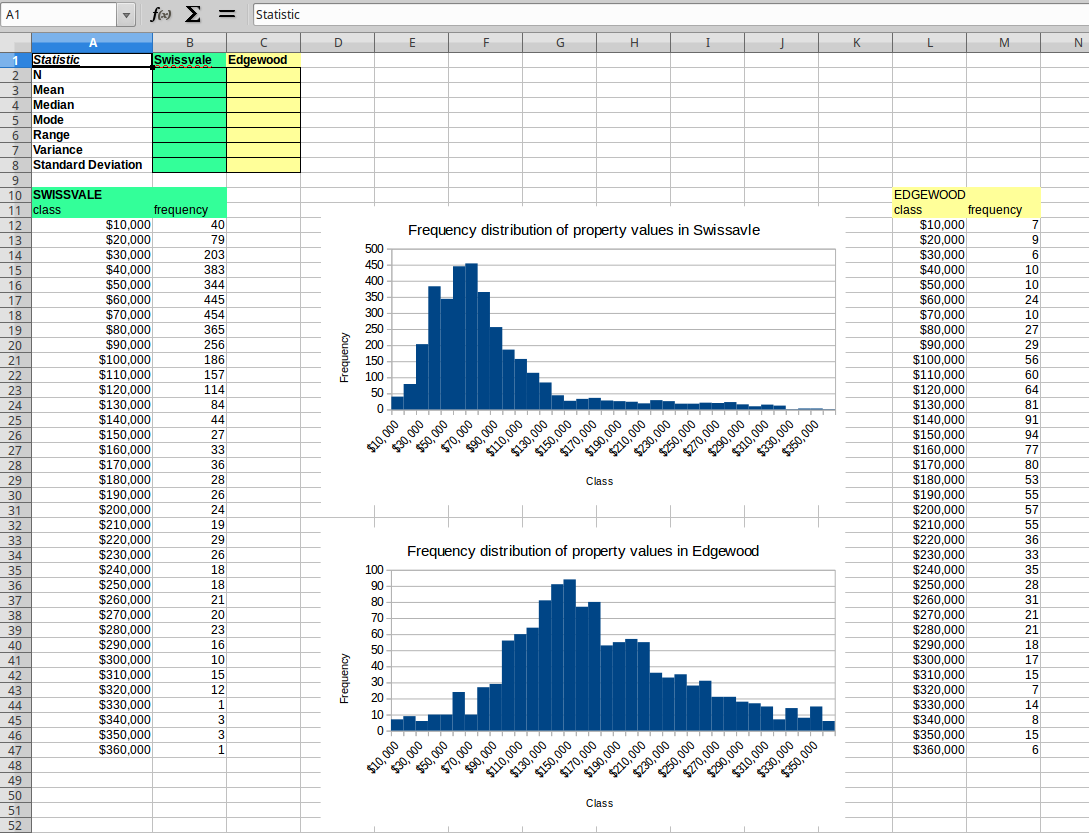 A1 f(x) Σ = Statistic
A B C D E F G H I J K L M N
1 Statistic Swissvale Edgewood
2 N
3 Mean
4 Median
5 Mode
6 Range
7 Variance
8 Standard Deviation
9
10 SWISSVALE
11 class frequency
12 $10,000 40
13 $20,000 79
14 $30,000 203
15 $40,000 383
16 $50,000 344
17 $60,000 445
18 $70,000 454
19 $80,000 365
20 $90,000 256
21 $100,000 186
22 $110,000 157
23 $120,000 114
24 $130,000 84
25 $140,000 44
26 $150,000 27
27 $160,000 33
28 $170,000 36
29 $180,000 28
30 $190,000 26
31 $200,000 24
32 $210,000 19
33 $220,000 29
34 $230,000 26
35 $240,000 18
36 $250,000 18
37 $260,000 21
38 $270,000 20
39 $280,000 23
40 $290,000 16
41 $300,000 10
42 $310,000 15
43 $320,000 12
44 $330,000 1
45 $340,000 3
46 $350,000 3
47 $360,000 1
48
49
50
51
52
Frequency distribution of property values in Swissavle
Frequency
500
450
400
350
300
250
200
150
100
50
0
$10,000 $30,000 $50,000 $70,000 $90,000 $110,000 $130,000 $150,000 $170,000 $190,000 $210,000 $230,000 $250,000 $270,000 $290,000 $310,000 $330,000 $350,000
Class
Frequency distribution of property values in Edgewood
Frequency
100
90
80
70
60
50
40
30
20
10
0
$10,000 $30,000 $50,000 $70,000 $90,000 $110,000 $130,000 $150,000 $170,000 $190,000 $210,000 $230,000 $250,000 $270,000 $290,000 $310,000 $330,000 $350,000
Class
EDGEWOOD
class frequency
$10,000 7
$20,000 9
$30,000 6
$40,000 10
$50,000 10
$60,000 24
$70,000 10
$80,000 27
$90,000 29
$100,000 56
$110,000 60
$120,000 64
$130,000 81
$140,000 91
$150,000 94
$160,000 77
$170,000 80
$180,000 53
$190,000 55
$200,000 57
$210,000 55
$220,000 36
$230,000 33
$240,000 35
$250,000 28
$260,000 31
$270,000 21
$280,000 21
$290,000 18
$300,000 17
$310,000 15
$320,000 7
$330,000 14
$340,000 8
$350,000 15
$360,000 6